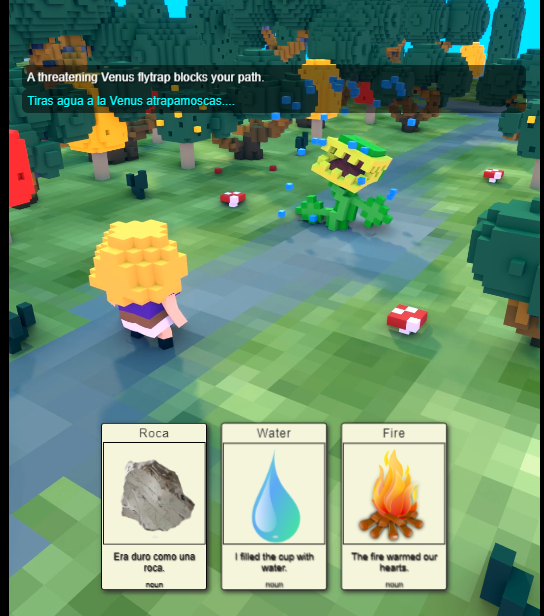 A threatening Venus flytrap blocks your path.
Tiras agua a la Venus atrapamoscas....
Roca
Water
Fire
Era duro como una
roca.
noun
I filled the cup with
water.
noun
The fire warmed our
hearts.
noun